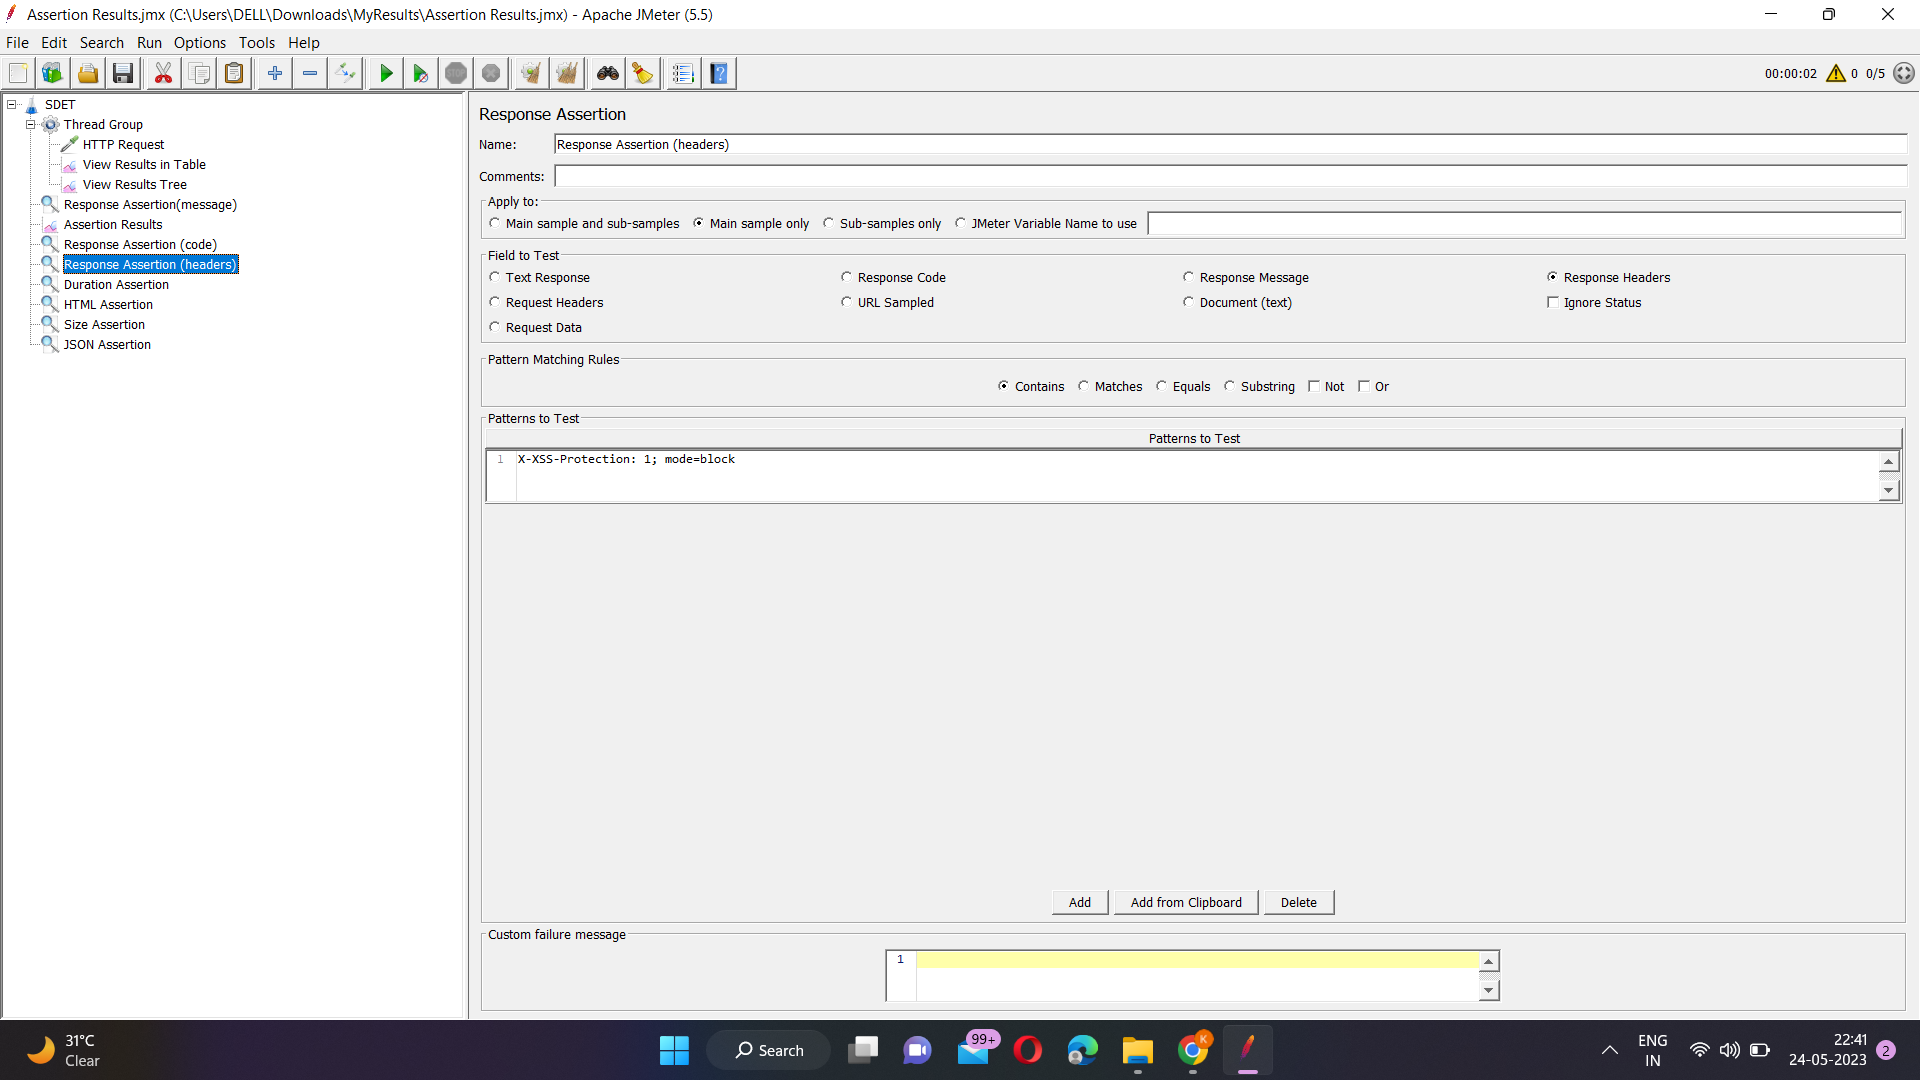 Assertion Results.jmx (C:\Users\DELL\Downloads\MyResults\Assertion Results.jmx) - Apache JMeter (5.5)
File Edit Search Run Options Tools Help
STOP
00:00:02 0 0/5
SDET
Thread Group
HTTP Request
View Results in Table
View Results Tree
Response Assertion(message)
Assertion Results
Response Assertion (code)
Response Assertion (headers)
Duration Assertion
HTML Assertion
Size Assertion
JSON Assertion
Response Assertion
Name: Response Assertion (headers)
Comments:
Apply to:
Main sample and sub-samples Main sample only Sub-samples only JMeter Variable Name to use
Field to Test
Text Response Response Code Response Message Response Headers
Request Headers URL Sampled Document (text) Ignore Status
Request Data
Pattern Matching Rules
Contains Matches Equals Substring Not Or
Patterns to Test
Patterns to Test
1 X-XSS-Protection: 1; mode=block
Add Add from Clipboard Delete
Custom failure message
1
31°C
Clear
Search
99+
K
ENG
IN
22:41
24-05-2023
2